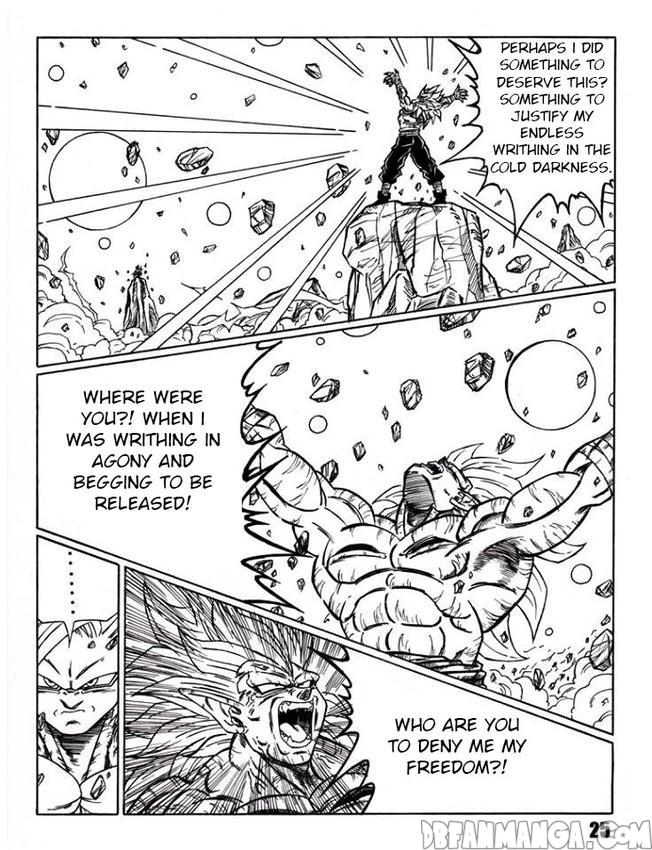 PERHAPS I DID
SOMETHING TO
DESERVE THIS?
SOMETHING TO
JUSTIFY MY
ENDLESS
WRITHING IN THE
COLD DARKNESS.
WHERE WERE
YOU?! WHEN I
WAS WRITHING IN
AGONY AND
BEGGING TO BE
RELEASED!
......
WHO ARE YOU
TO DENY ME MY
FREEDOM?!
25
DBFANMANGA.COM